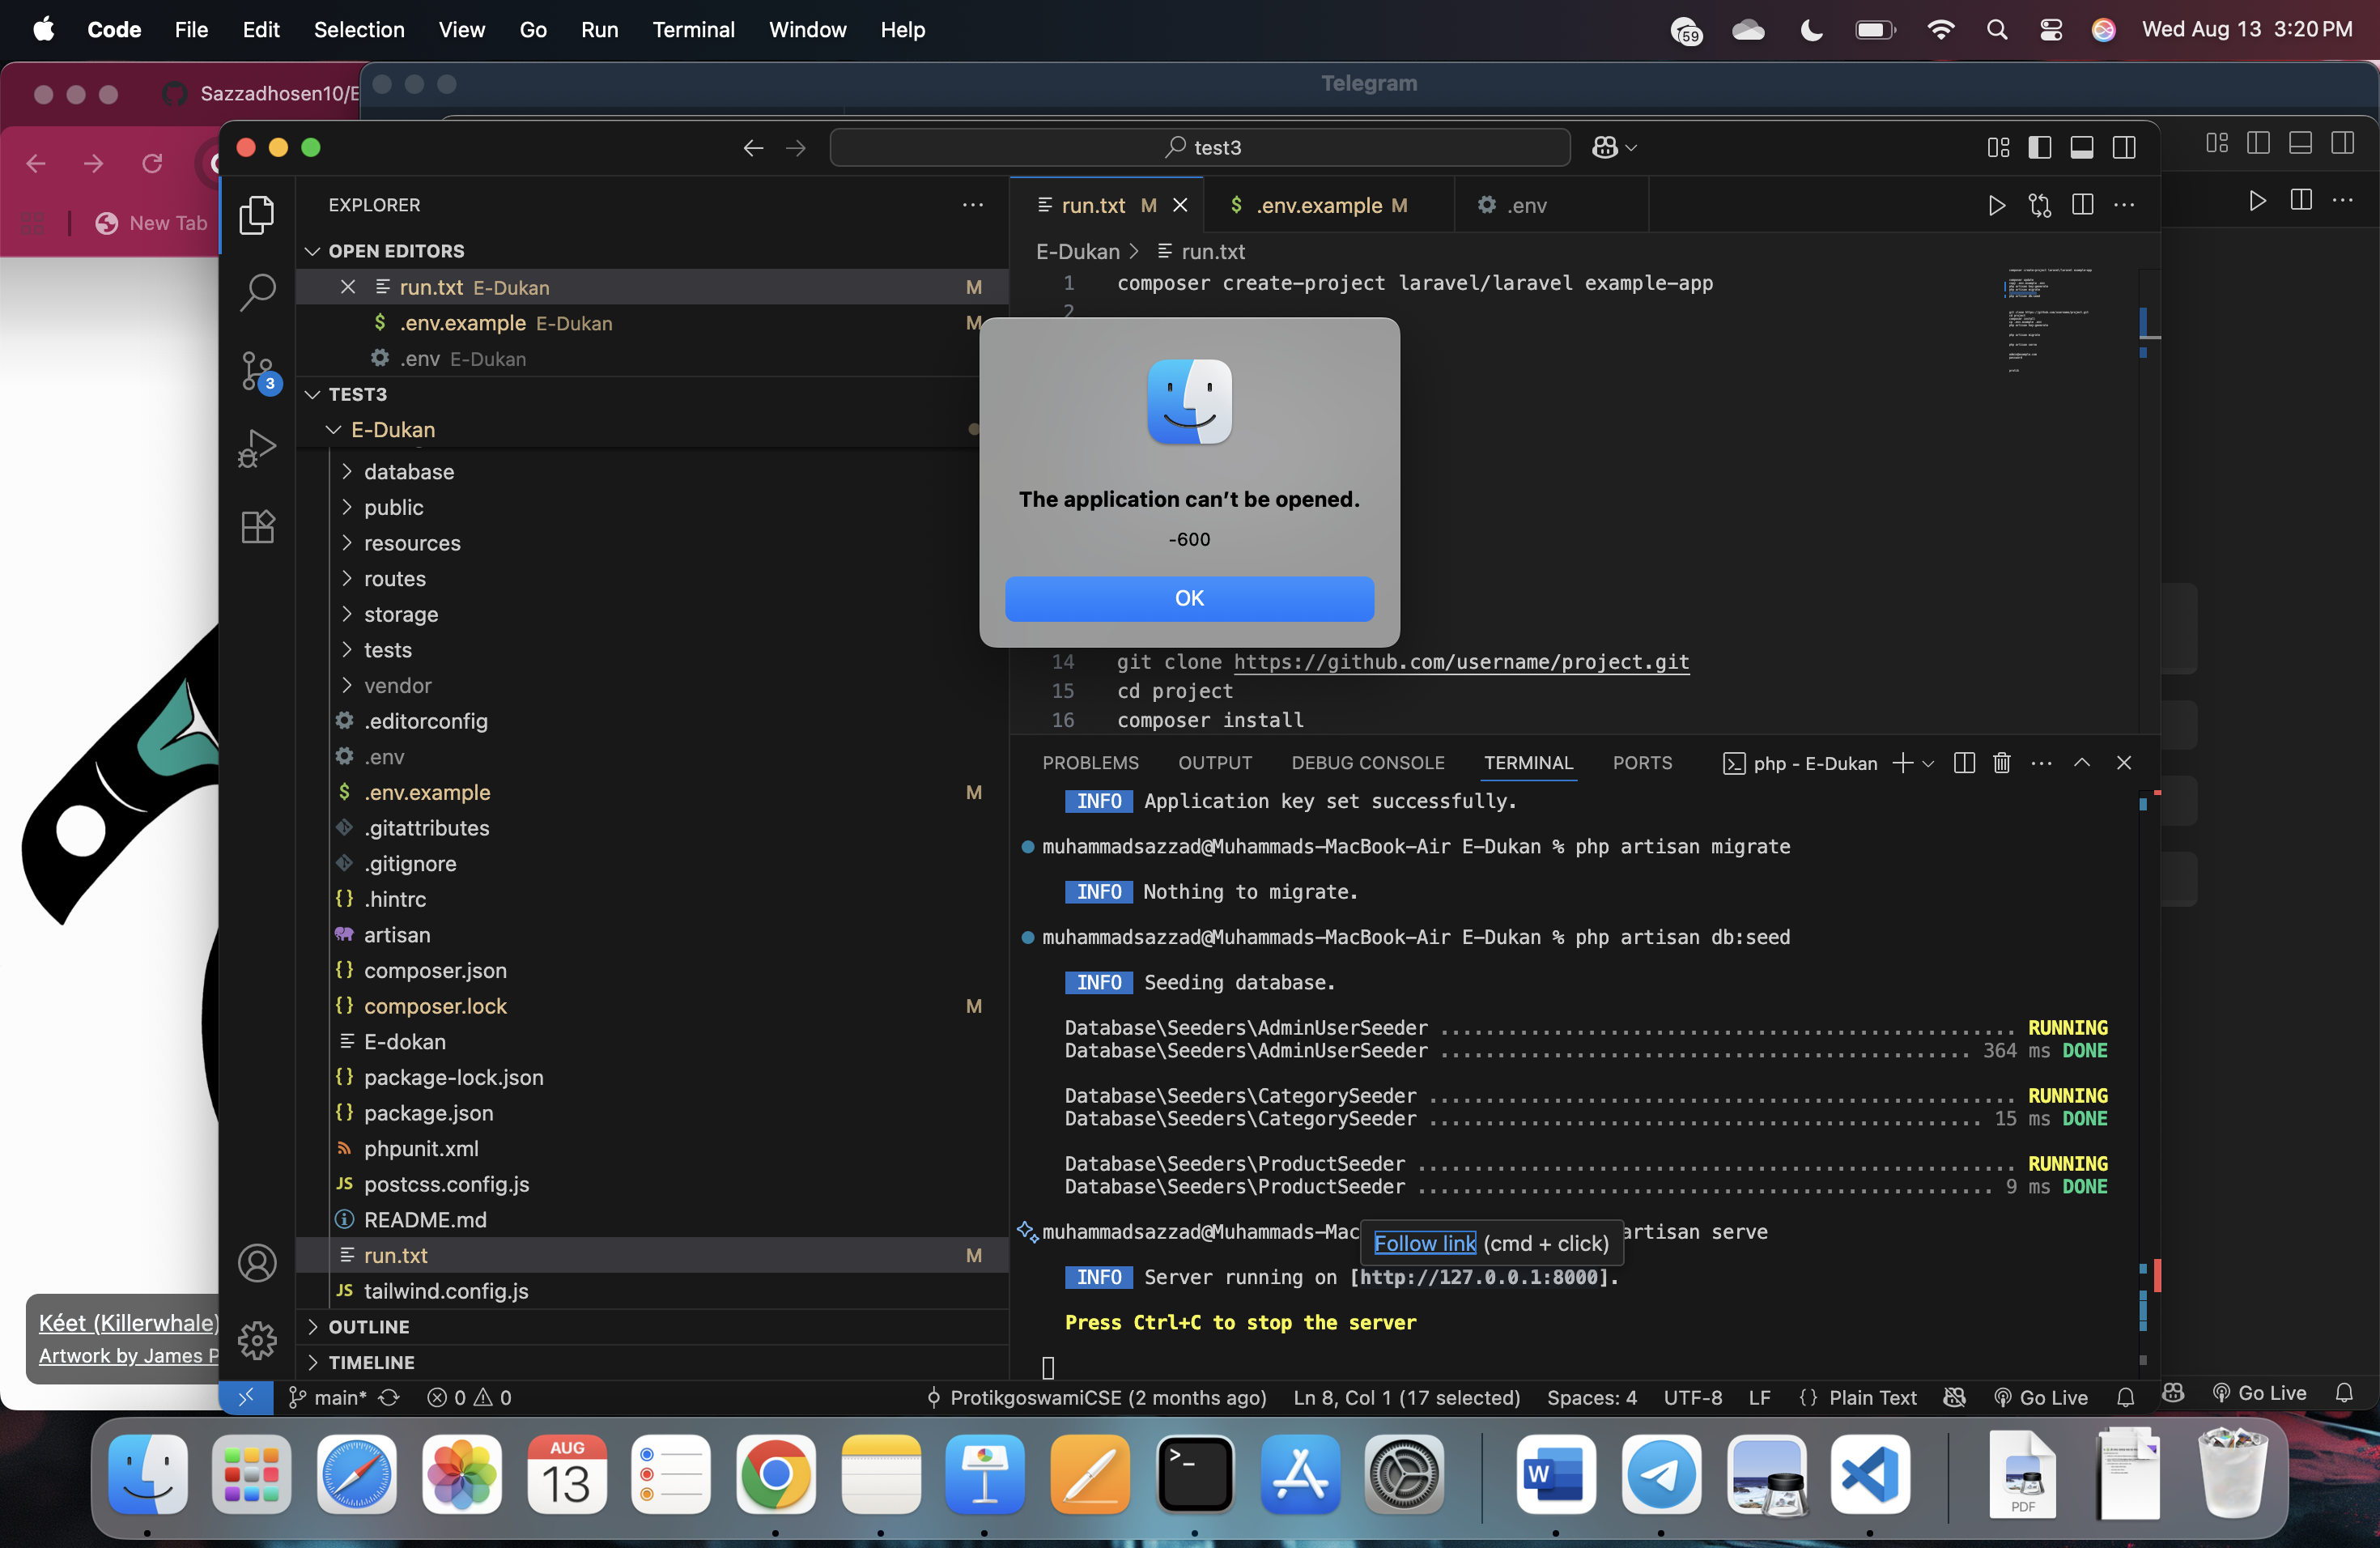 Code File Edit Selection View Go Run Terminal Window Help
59
Wed Aug 13 3:20 PM
Sazzadhosen10/E
Telegram
New Tab
test3
EXPLORER
OPEN EDITORS
run.txt E-Dukan M
$ .env.example E-Dukan M
.env E-Dukan
TEST3
E-Dukan
database
public
resources
routes
storage
tests
vendor
.editorconfig
.env
$ .env.example M
.gitattributes
.gitignore
{} .hintrc
artisan
{} composer.json
{} composer.lock M
E-dokan
{} package-lock.json
{} package.json
phpunit.xml
JS postcss.config.js
README.md
run.txt M
JS tailwind.config.js
OUTLINE
TIMELINE
3
run.txt M
$ .env.example M
.env
E-Dukan > run.txt
1 composer create-project laravel/laravel example-app
2
The application can’t be opened.
-600
OK
14 git clone https://github.com/username/project.git
15 cd project
16 composer install
PROBLEMS OUTPUT DEBUG CONSOLE TERMINAL PORTS
php - E-Dukan
INFO Application key set successfully.
muhammadsazzad@Muhammads-MacBook-Air E-Dukan % php artisan migrate
INFO Nothing to migrate.
muhammadsazzad@Muhammads-MacBook-Air E-Dukan % php artisan db:seed
INFO Seeding database.
Database\Seeders\AdminUserSeeder .................................................. RUNNING
Database\Seeders\AdminUserSeeder .............................................. 364 ms DONE
Database\Seeders\CategorySeeder ................................................... RUNNING
Database\Seeders\CategorySeeder ................................................ 15 ms DONE
Database\Seeders\ProductSeeder .................................................... RUNNING
Database\Seeders\ProductSeeder .................................................. 9 ms DONE
muhammadsazzad@Muhammads-Mac artisan serve
Follow link (cmd + click)
INFO Server running on [http://127.0.0.1:8000].
Press Ctrl+C to stop the server
Kéet (Killerwhale)
Artwork by James P
main* 0 0
ProtikgoswamiCSE (2 months ago) Ln 8, Col 1 (17 selected) Spaces: 4 UTF-8 LF {} Plain Text Go Live
Go Live
AUG
13
>_
W
PDF